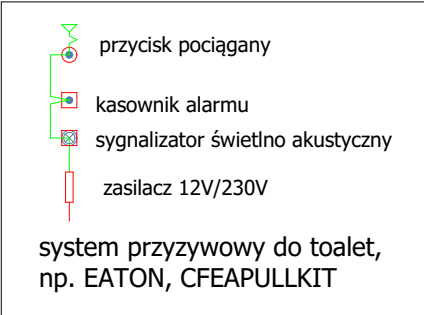 przycisk pociągany
kasownik alarmu
sygnalizator świetlno akustyczny
zasilacz 12V/230V
system przyzywowy do toalet,
np. EATON, CFEAPULLKIT